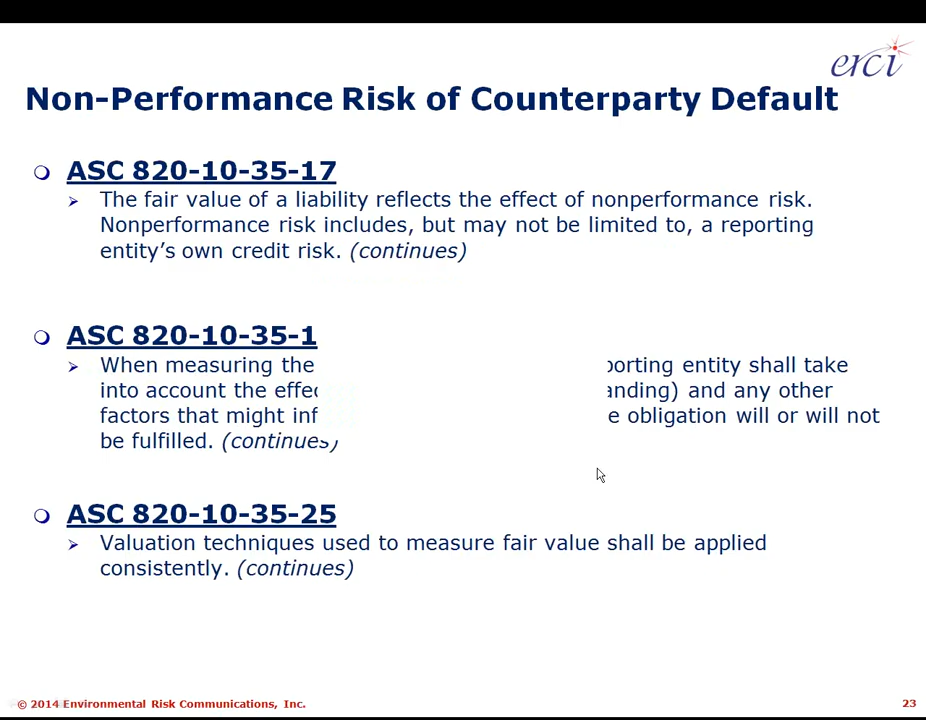 erci
Non-Performance Risk of Counterparty Default
ASC 820-10-35-17
The fair value of a liability reflects the effect of nonperformance risk.
Nonperformance risk includes, but may not be limited to, a reporting
entity's own credit risk. (continues)
ASC 820-10-35-1
When measuring the entity shall take
into account the and any other
factors that might obligation will or will not
be fulfilled. (continues)
ASC 820-10-35-25
Valuation techniques used to measure fair value shall be applied
consistently. (continues)
© 2014 Environmental Risk Communications, Inc.
23